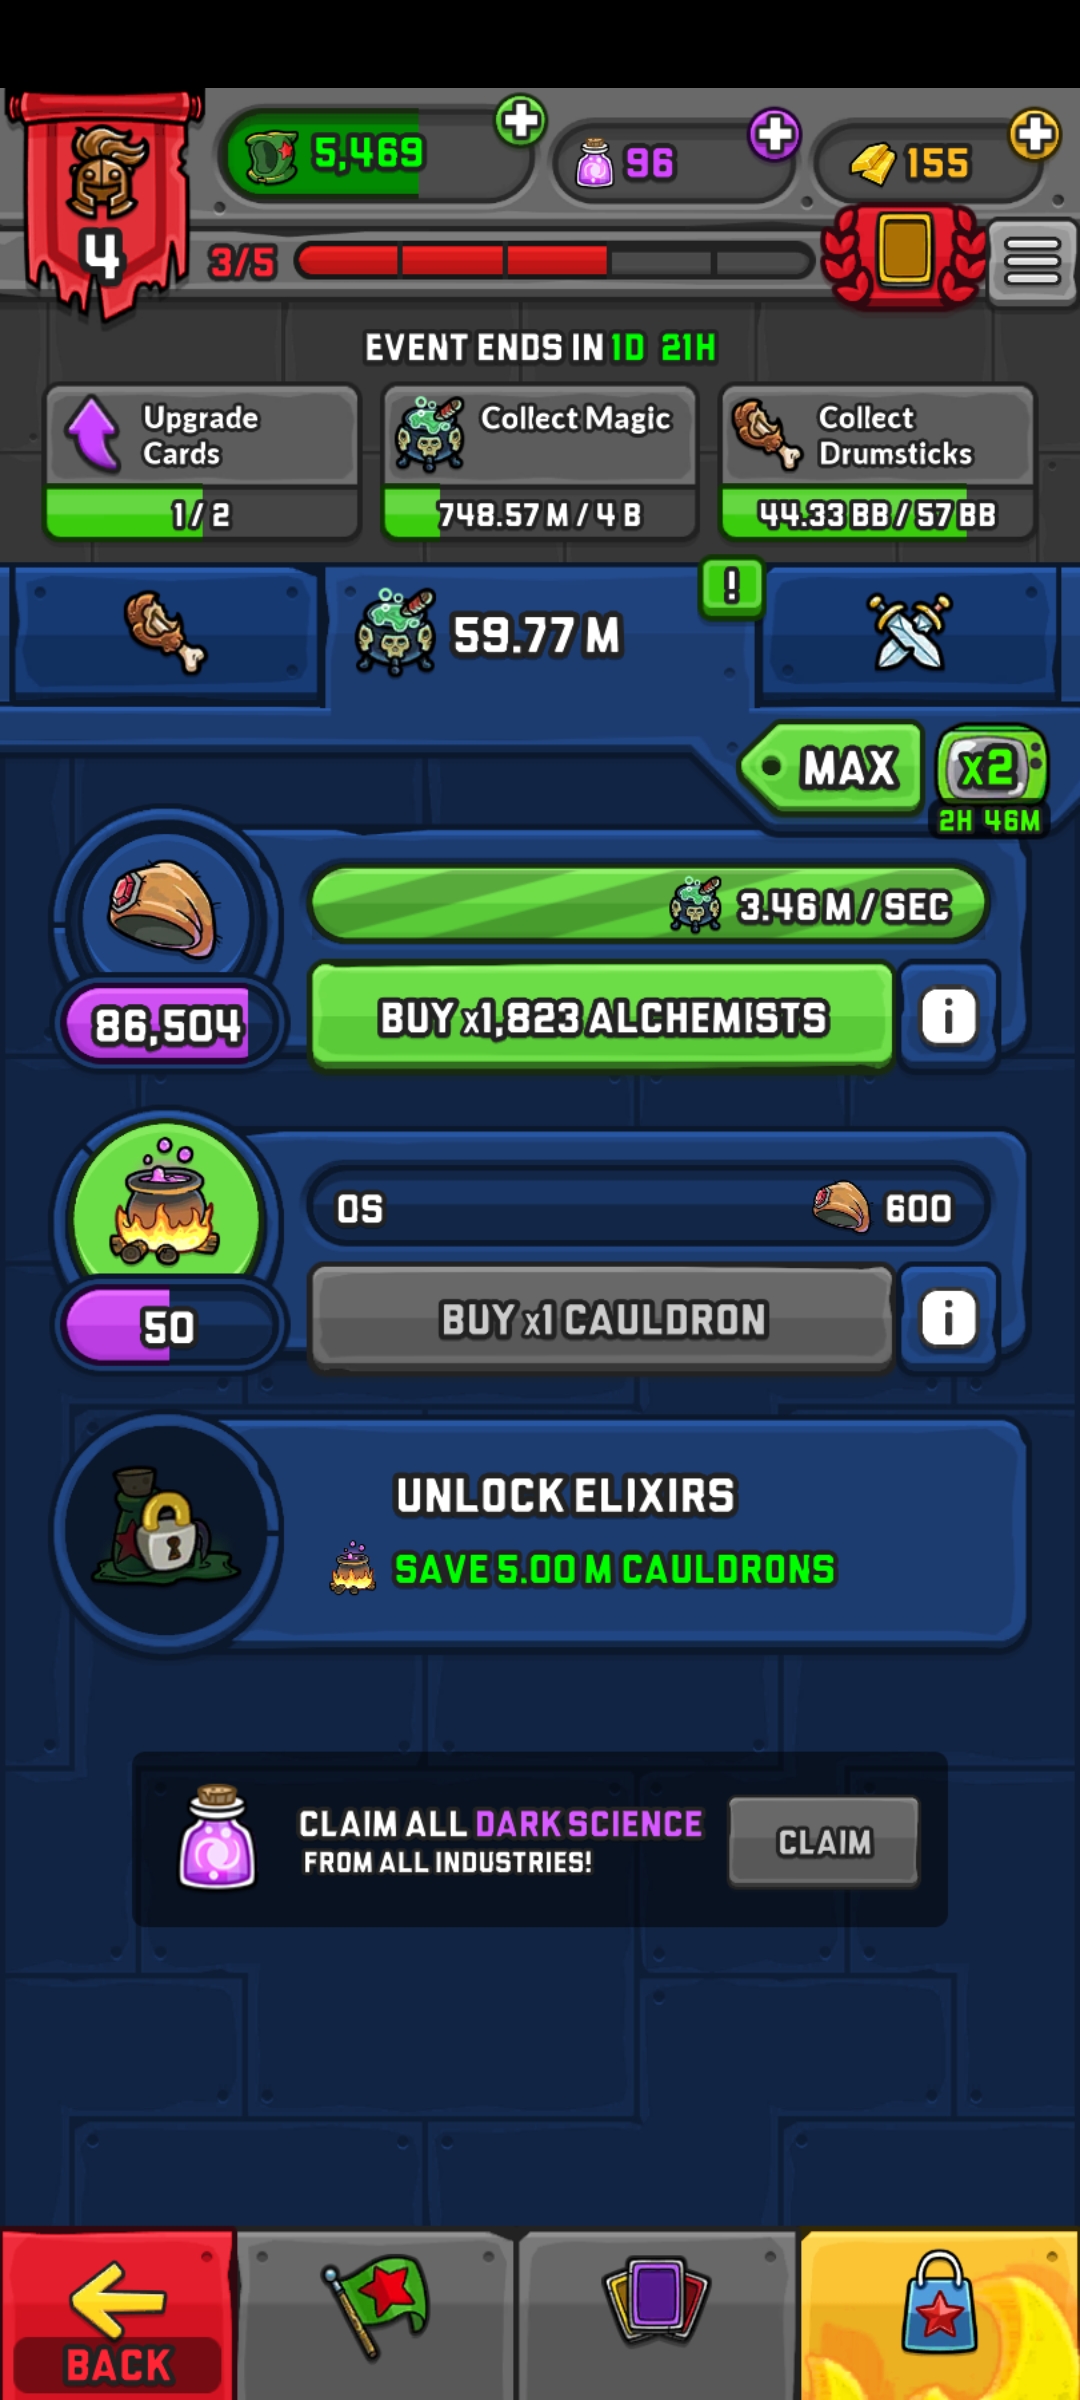 5,469
96
155
4
3/5
EVENT ENDS IN 1D 21H
Upgrade Cards
1/2
Collect Magic
748.57 M / 4 B
Collect Drumsticks
44.33 BB / 57 BB
59.77 M
!
MAX
x2
2H 46M
3.46 M / SEC
86,504
BUY x1,823 ALCHEMISTS
i
0S
600
50
BUY x1 CAULDRON
i
UNLOCK ELIXIRS
SAVE 5.00 M CAULDRONS
CLAIM ALL DARK SCIENCE
FROM ALL INDUSTRIES!
CLAIM
BACK